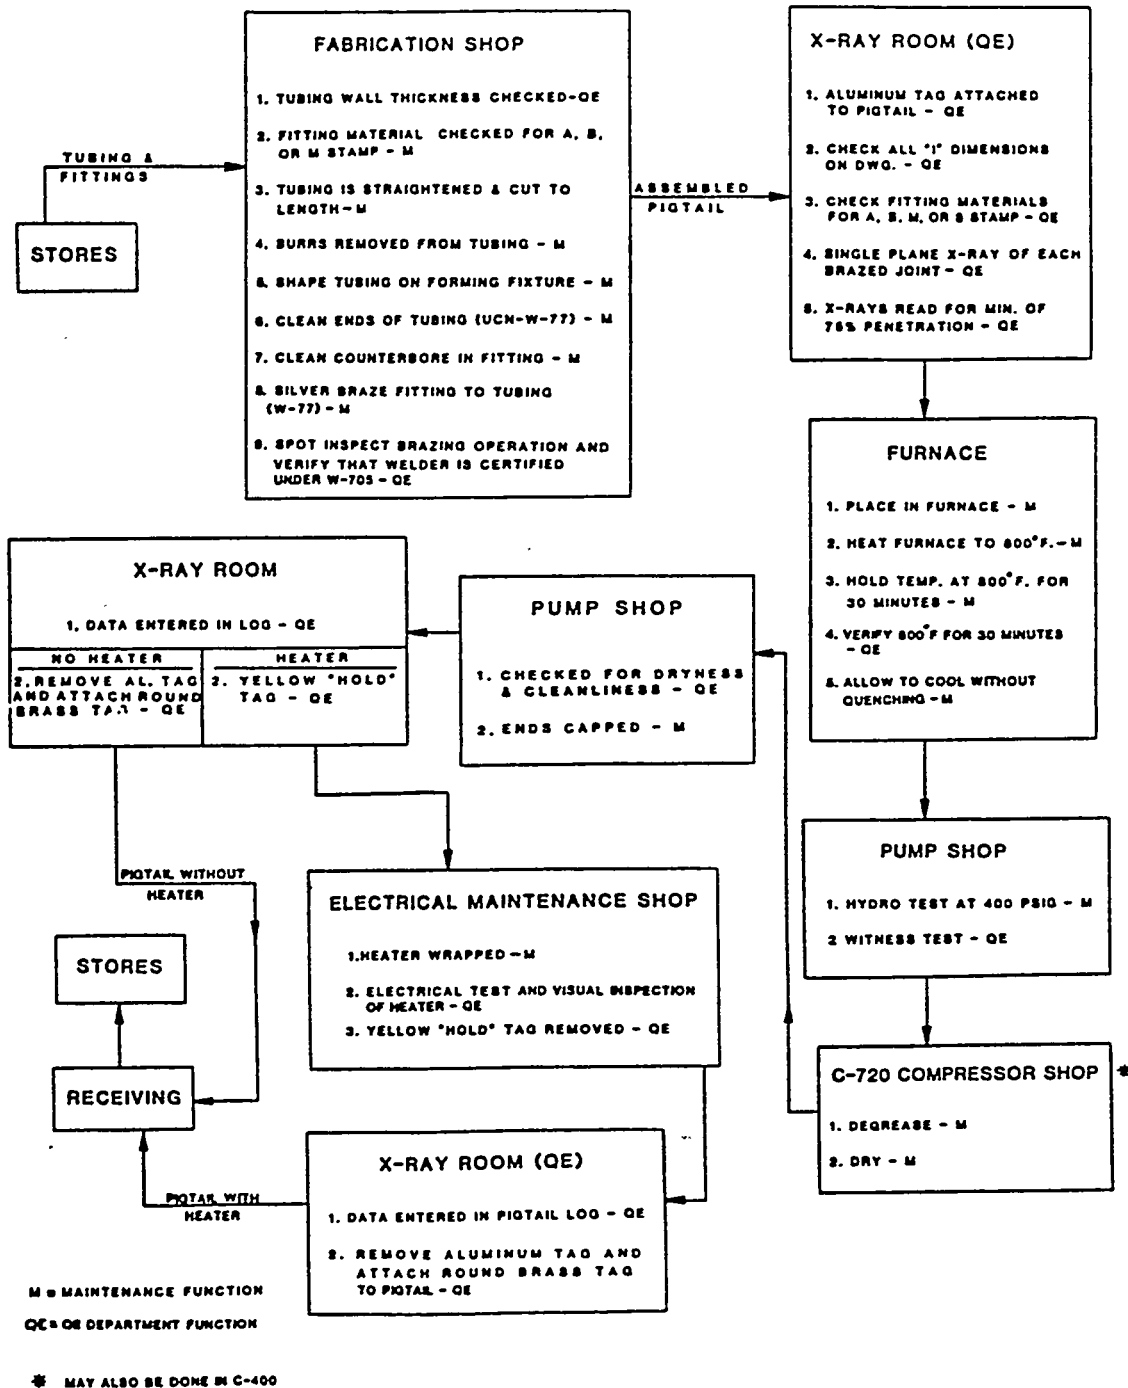 FABRICATION SHOP
1. TUBING WALL THICKNESS CHECKED-QE
2. FITTING MATERIAL CHECKED FOR A, B,
OR M STAMP - M
3. TUBING IS STRAIGHTENED & CUT TO
LENGTH-M
4. BURRS REMOVED FROM TUBING - M
5. SHAPE TUBING ON FORMING FIXTURE - M
6. CLEAN ENDS OF TUBING (UCN-W-77) - M
7. CLEAN COUNTERBORE IN FITTING - M
8. SILVER BRAZE FITTING TO TUBING
(W-77) - M
9. SPOT INSPECT BRAZING OPERATION AND
VERIFY THAT WELDER IS CERTIFIED
UNDER W-705 - QE
TUBING &
FITTINGS
STORES
ASSEMBLED
PIGTAIL
X-RAY ROOM (QE)
1. ALUMINUM TAG ATTACHED
TO PIGTAIL - QE
2. CHECK ALL "I" DIMENSIONS
ON DWG. - QE
3. CHECK FITTING MATERIALS
FOR A, B, M, OR S STAMP - QE
4. SINGLE PLANE X-RAY OF EACH
BRAZED JOINT - QE
5. X-RAYS READ FOR MIN. OF
75% PENETRATION - QE
FURNACE
1. PLACE IN FURNACE - M
2. HEAT FURNACE TO 800°F. - M
3. HOLD TEMP. AT 800°F. FOR
30 MINUTES - M
4. VERIFY 800°F FOR 30 MINUTES
- QE
5. ALLOW TO COOL WITHOUT
QUENCHING - M
PUMP SHOP
1. HYDRO TEST AT 400 PSIG - M
2 WITNESS TEST - QE
C-720 COMPRESSOR SHOP *
1. DEGREASE - M
2. DRY - M
PUMP SHOP
1. CHECKED FOR DRYNESS
& CLEANLINESS - QE
2. ENDS CAPPED - M
X-RAY ROOM
1. DATA ENTERED IN LOG - QE
NO HEATER
2. REMOVE AL. TAG
AND ATTACH ROUND
BRASS TAG - QE
HEATER
2. YELLOW "HOLD"
TAG - QE
PIGTAIL WITHOUT
HEATER
ELECTRICAL MAINTENANCE SHOP
1. HEATER WRAPPED - M
2. ELECTRICAL TEST AND VISUAL INSPECTION
OF HEATER - QE
3. YELLOW "HOLD" TAG REMOVED - QE
X-RAY ROOM (QE)
1. DATA ENTERED IN PIGTAIL LOG - QE
2. REMOVE ALUMINUM TAG AND
ATTACH ROUND BRASS TAG
TO PIGTAIL - QE
PIGTAIL WITH
HEATER
RECEIVING
STORES
M = MAINTENANCE FUNCTION
QE = QE DEPARTMENT FUNCTION
* MAY ALSO BE DONE IN C-400